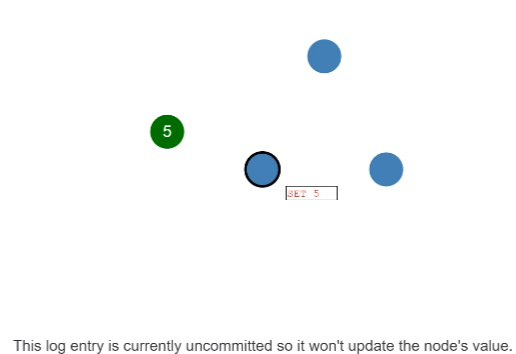 5
SET 5
This log entry is currently uncommitted so it won't update the node's value.